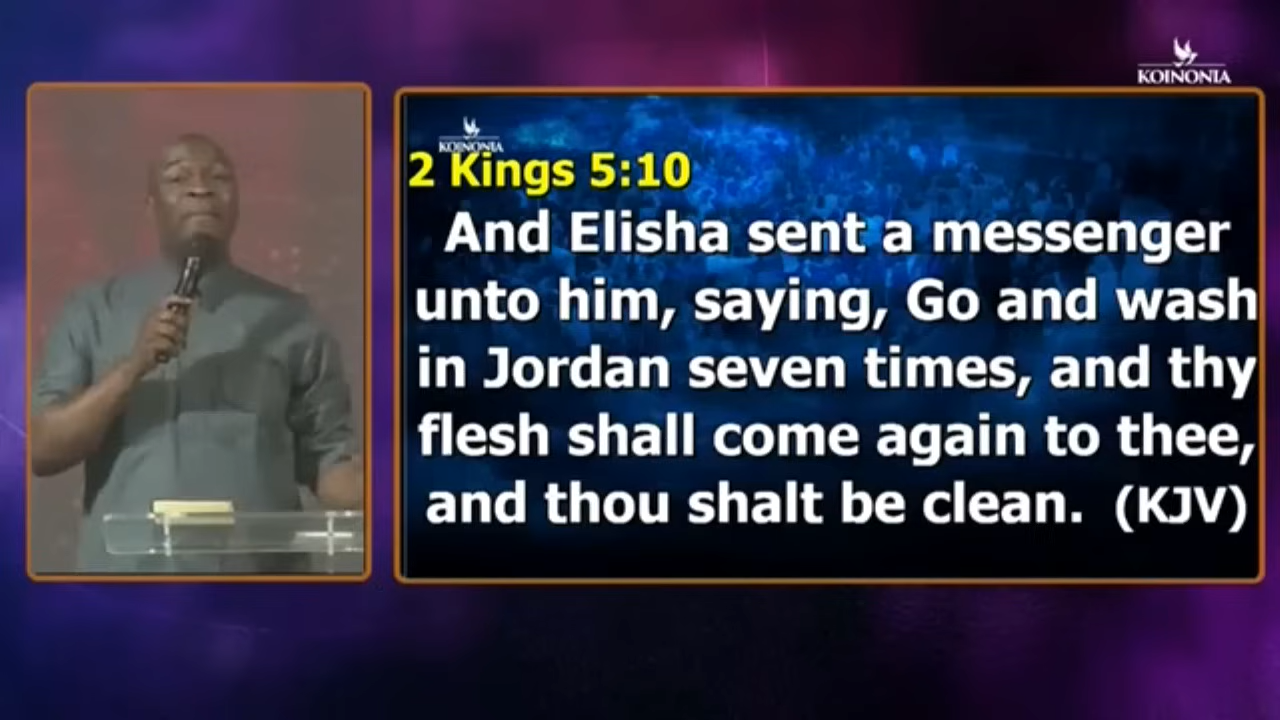 KOINONIA
KOINONIA
2 Kings 5:10
And Elisha sent a messenger
unto him, saying, Go and wash
in Jordan seven times, and thy
flesh shall come again to thee,
and thou shalt be clean. (KJV)